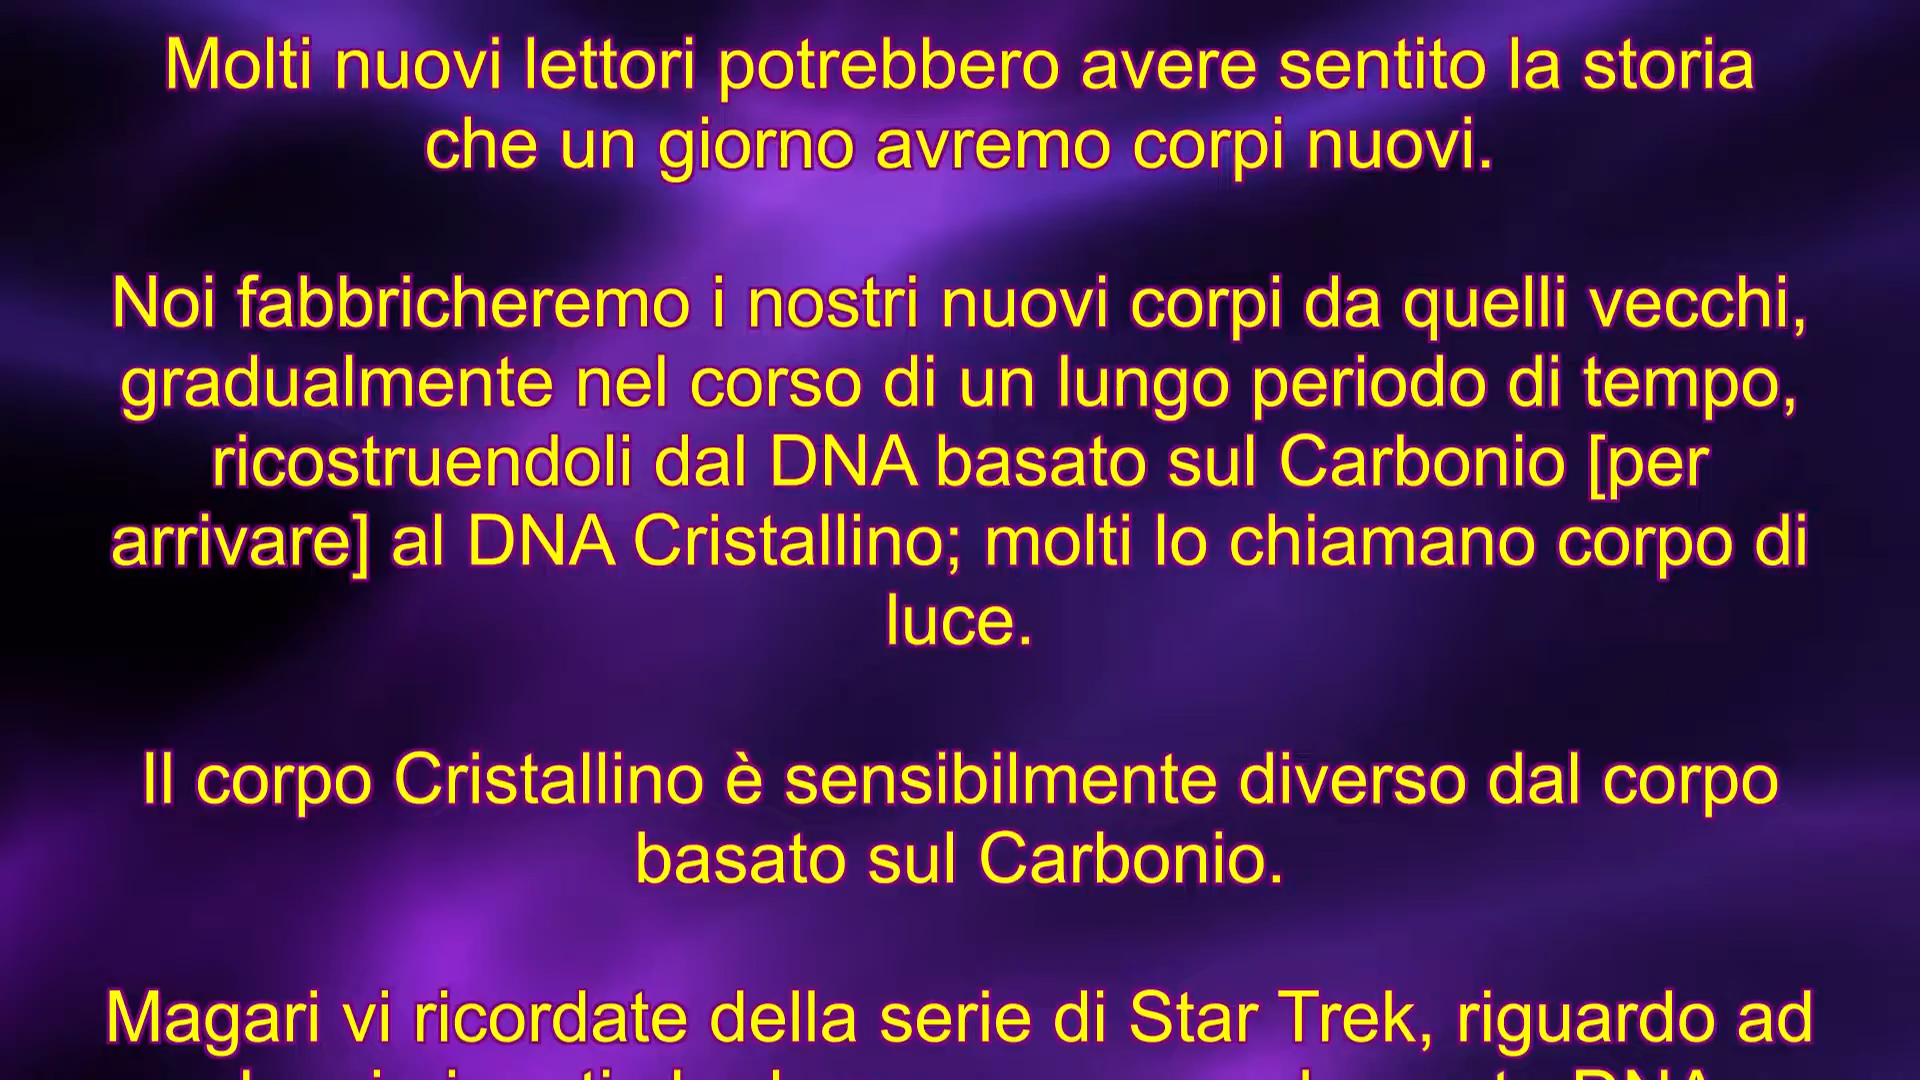 Molti nuovi lettori potrebbero avere sentito la storia
che un giorno avremo corpi nuovi.
Noi fabbricheremo i nostri nuovi corpi da quelli vecchi,
gradualmente nel corso di un lungo periodo di tempo,
ricostruendoli dal DNA basato sul Carbonio [per
arrivare] al DNA Cristallino; molti lo chiamano corpo di
luce.
Il corpo Cristallino è sensibilmente diverso dal corpo
basato sul Carbonio.
Magari vi ricordate della serie di Star Trek, riguardo ad
DNA